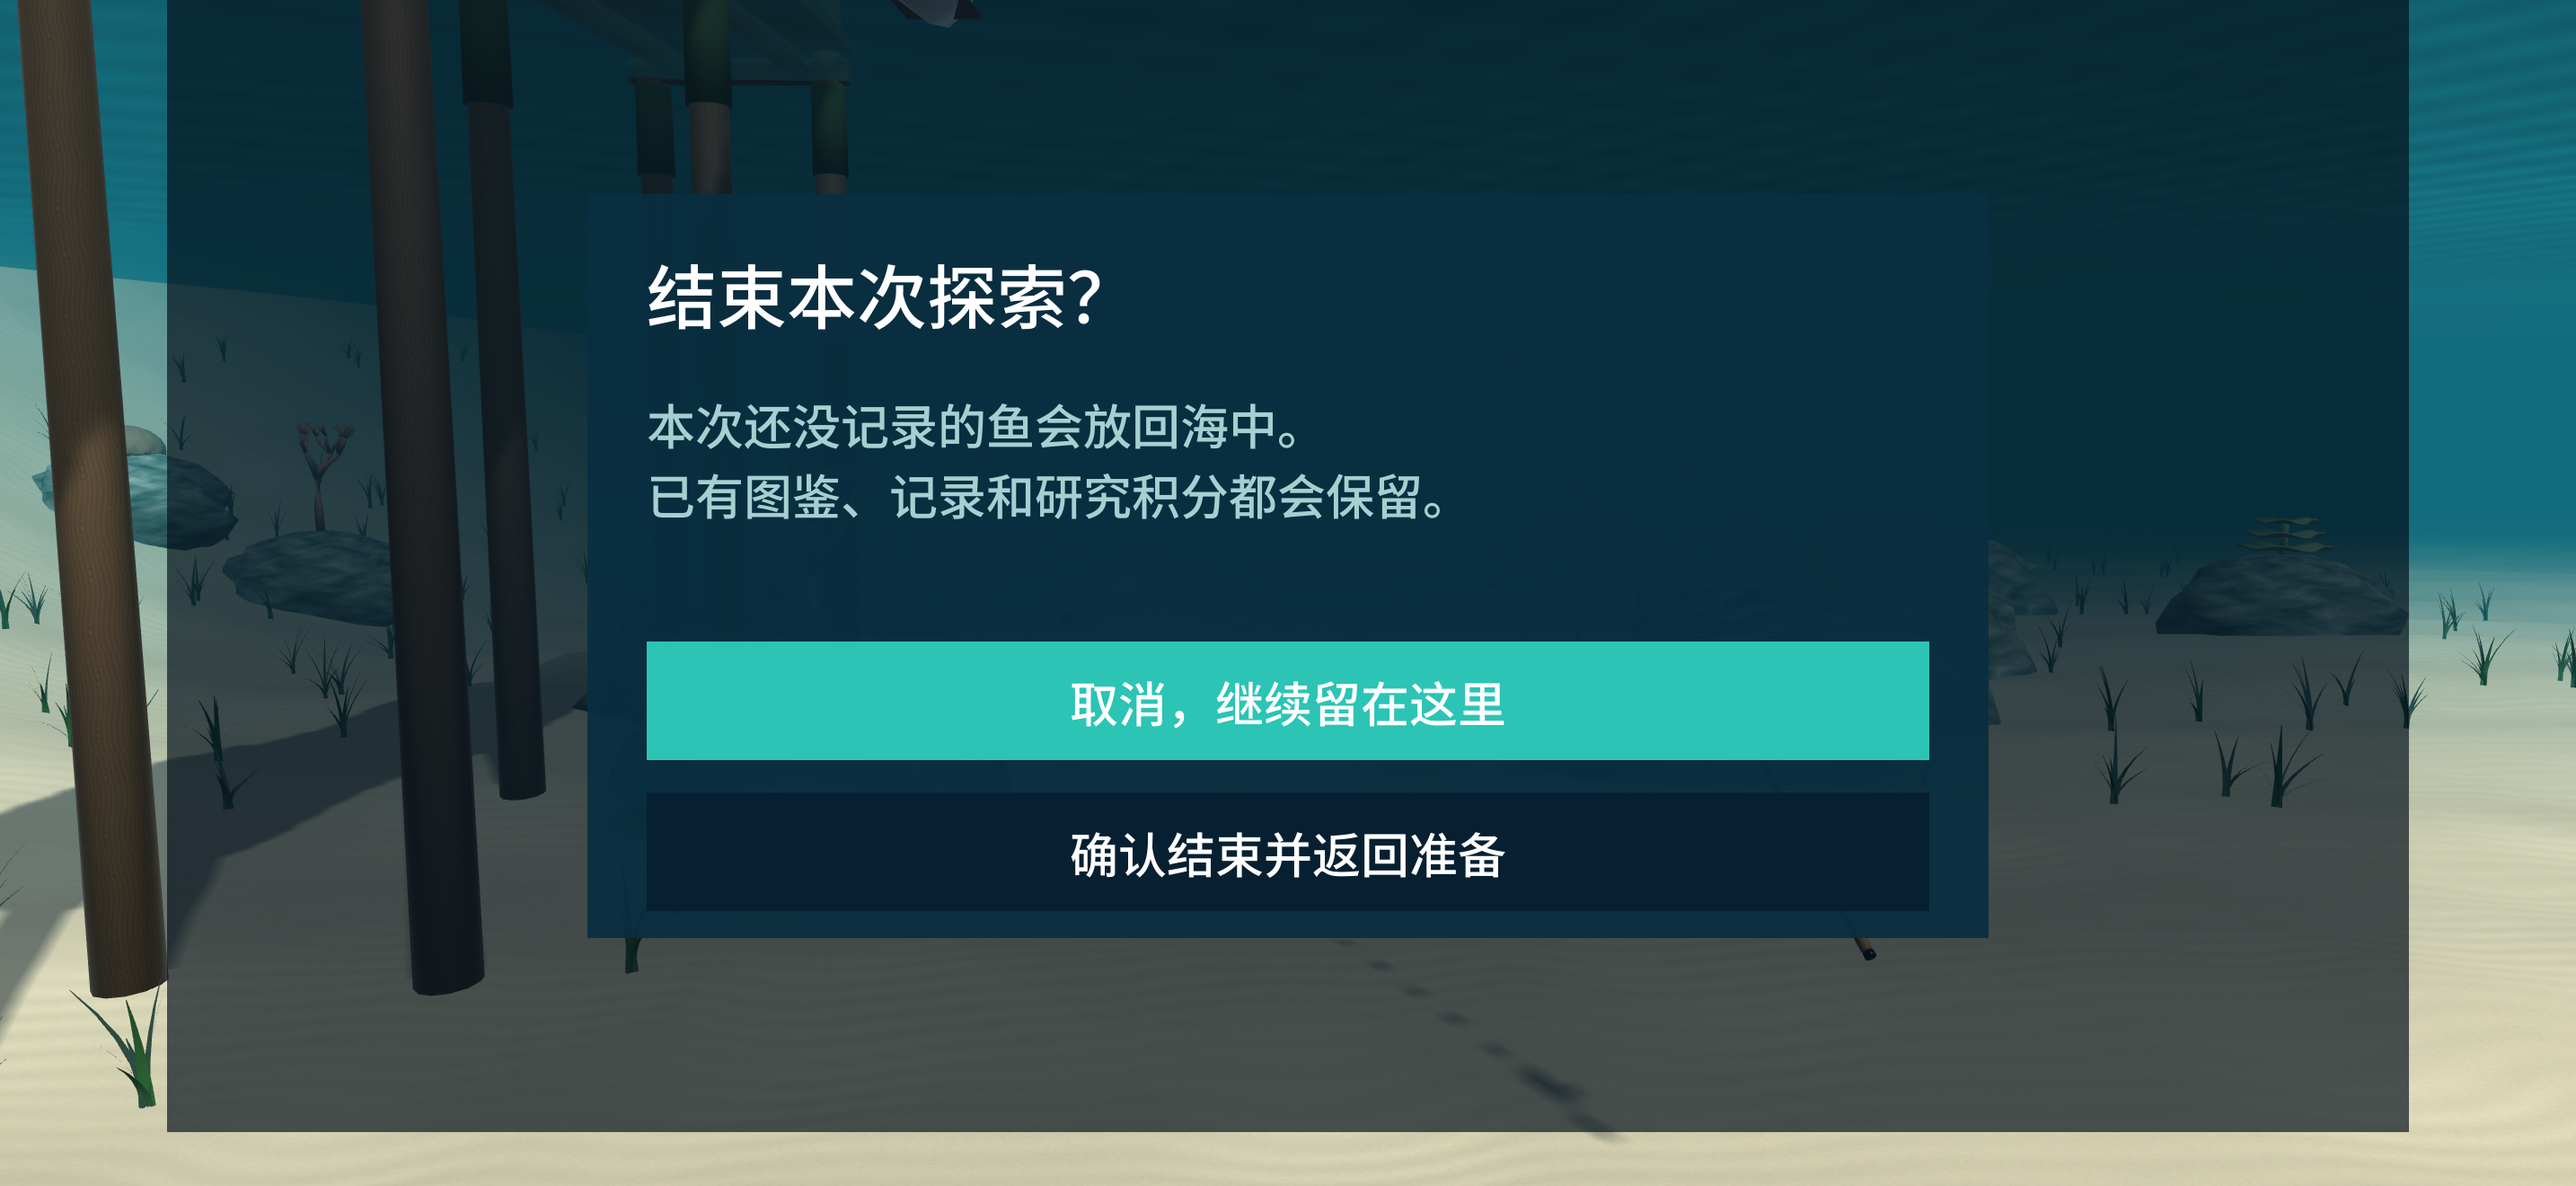 结束本次探索？
本次还没记录的鱼会放回海中。
已有图鉴、记录和研究积分都会保留。
取消，继续留在这里
确认结束并返回准备